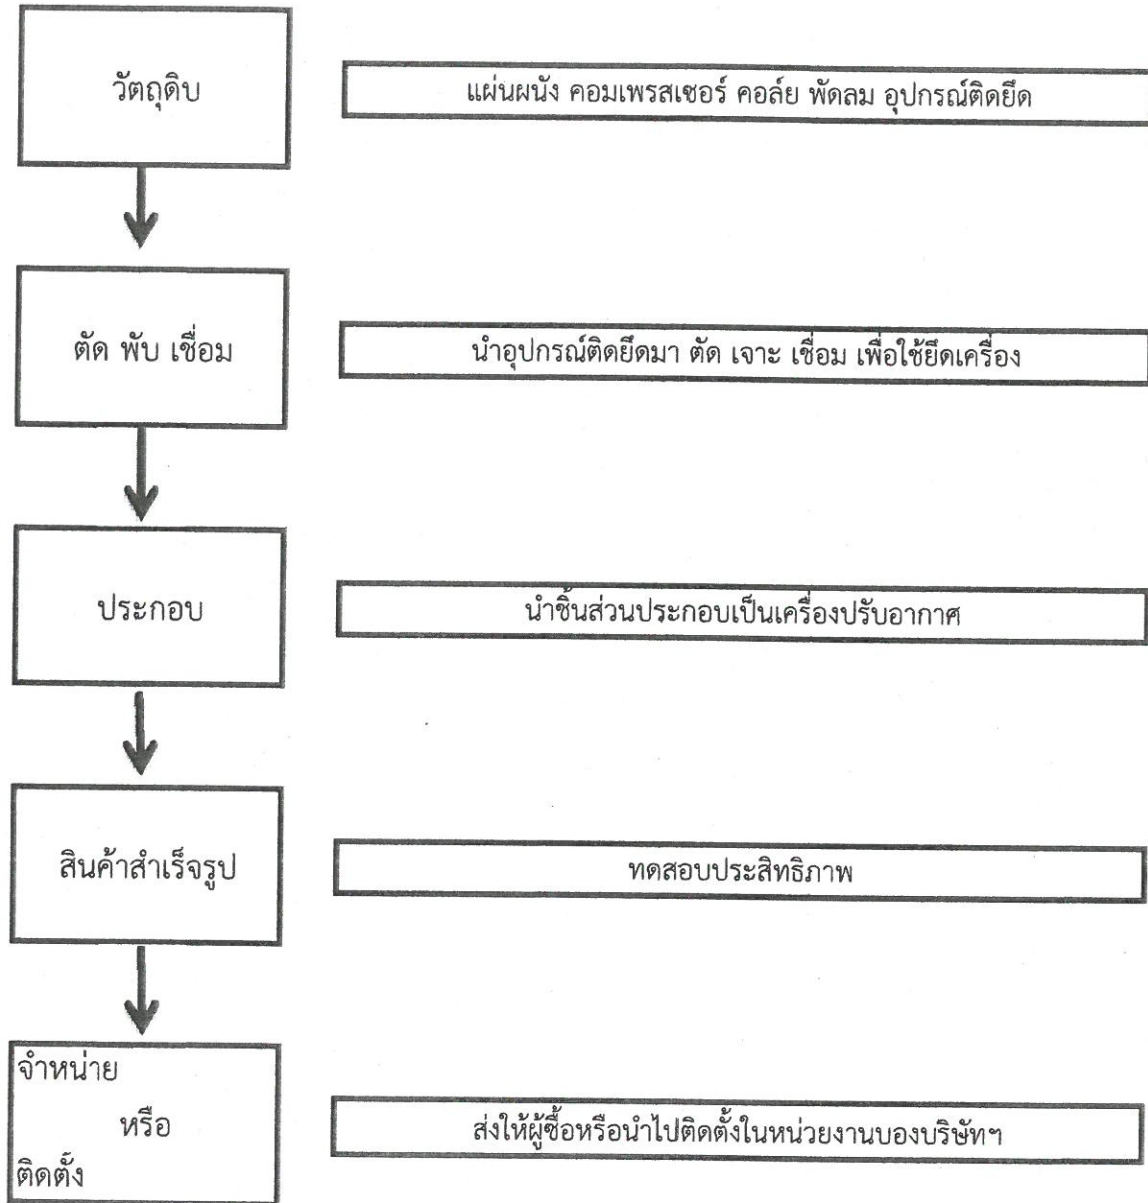 วัตถุดิบ
แผ่นผนัง คอมเพรสเซอร์ คอล์ย พัดลม อุปกรณ์ติดยึด
ตัด พับ เชื่อม
นำอุปกรณ์ติดยึดมา ตัด เจาะ เชื่อม เพื่อใช้ยึดเครื่อง
ประกอบ
นำชิ้นส่วนประกอบเป็นเครื่องปรับอากาศ
สินค้าสำเร็จรูป
ทดสอบประสิทธิภาพ
จำหน่าย
หรือ
ติดตั้ง
ส่งให้ผู้ซื้อหรือนำไปติดตั้งในหน่วยงานบองบริษัทฯ